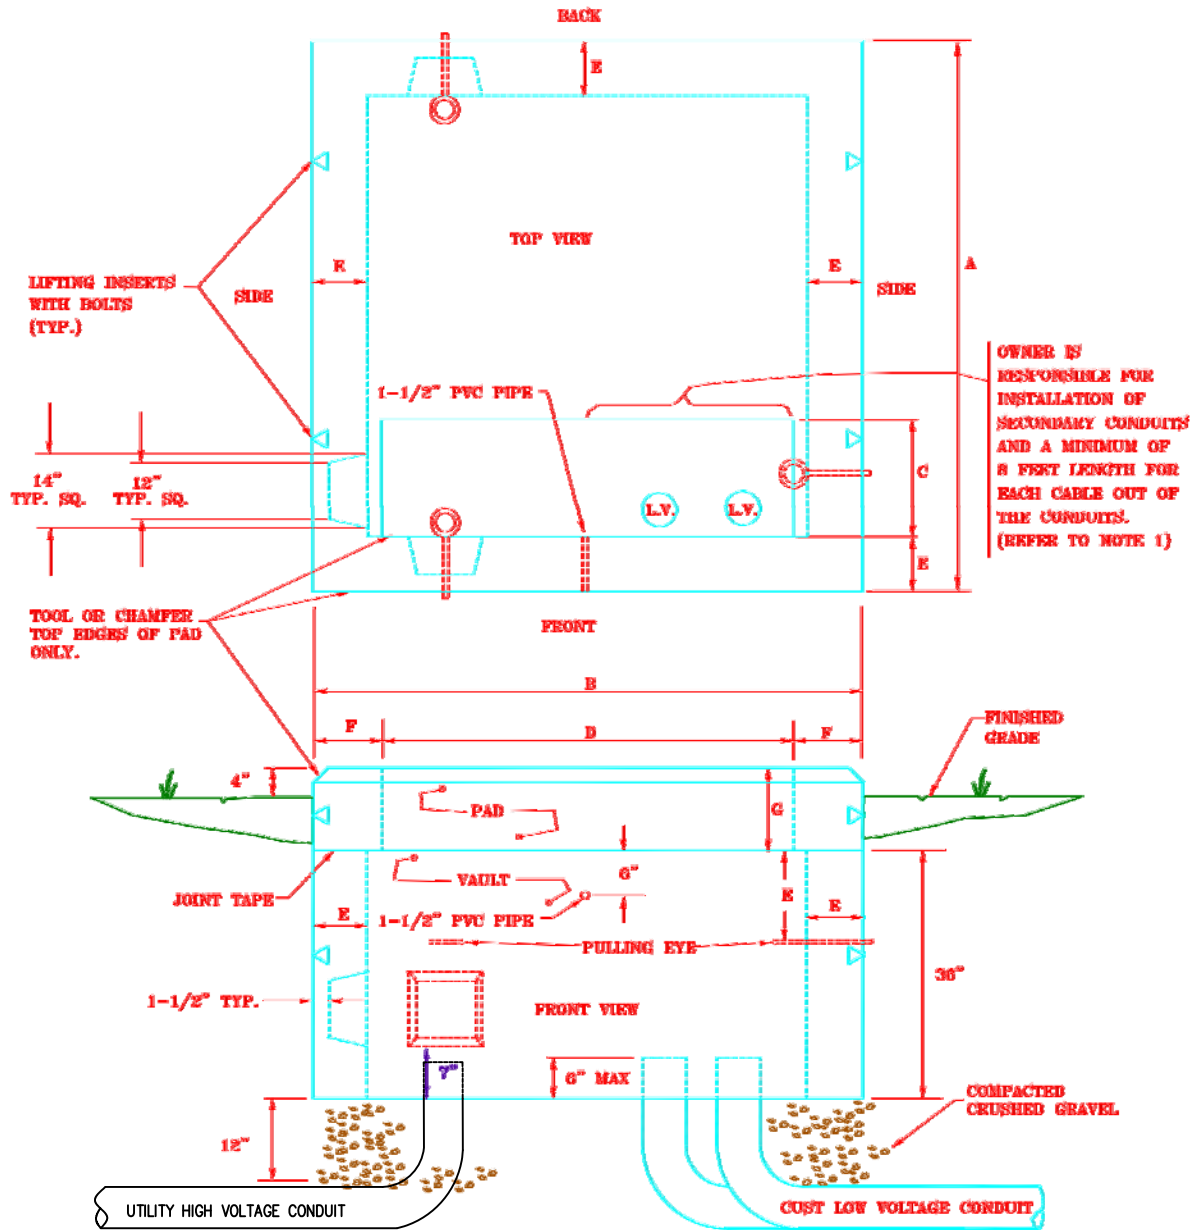 BACK
E
TOP VIEW
A
E
E
LIFTING INSERTS
WITH BOLTS
(TYP.)
SIDE
SIDE
OWNER IS
RESPONSIBLE FOR
INSTALLATION OF
SECONDARY CONDUITS
AND A MINIMUM OF
8 FEET LENGTH FOR
EACH CABLE OUT OF
THE CONDUITS.
(REFER TO NOTE 1)
1-1/2" PVC PIPE
14"
TYP. SQ.
12"
TYP. SQ.
C
L.V.
L.V.
E
TOOL OR CHAMFER
TOP EDGES OF PAD
ONLY.
FRONT
B
F
D
F
FINISHED
GRADE
4"
PAD
G
VAULT
6"
E
JOINT TAPE
E
1-1/2" PVC PIPE
E
PULLING EYE
36"
1-1/2" TYP.
FRONT VIEW
7"
6" MAX
COMPACTED
CRUSHED GRAVEL
12"
UTILITY HIGH VOLTAGE CONDUIT
CUST LOW VOLTAGE CONDUIT